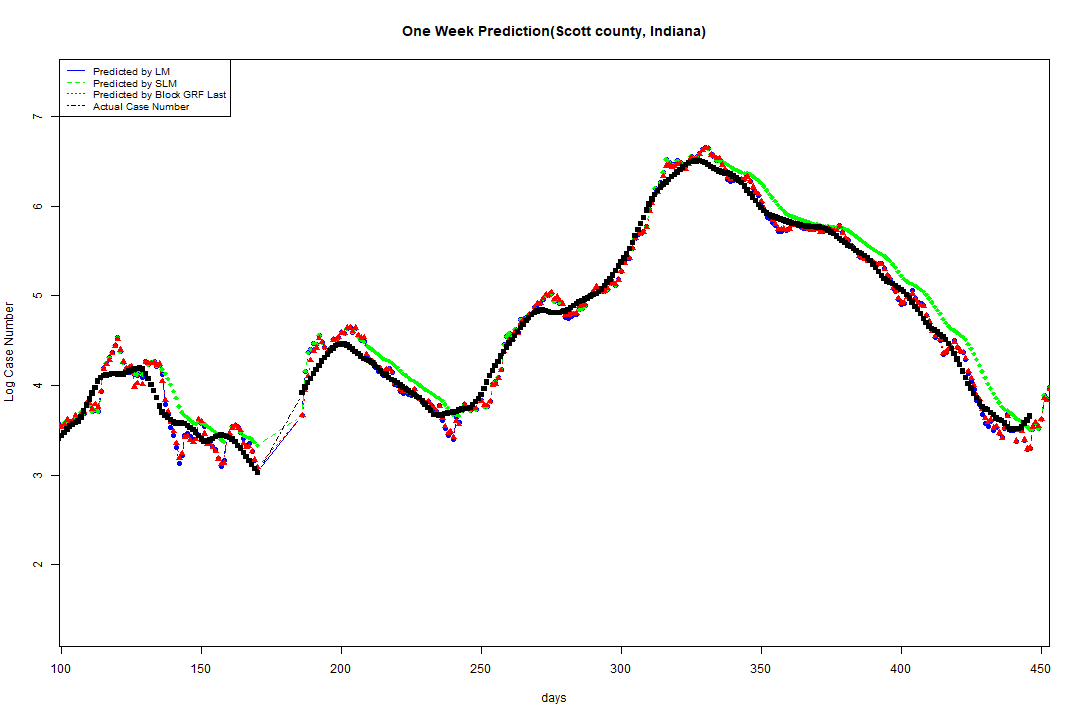 One Week Prediction(Scott county, Indiana)
Predicted by LM
Predicted by SLM
Predicted by Block GRF Last
Actual Case Number
7
6
5
4
3
2
Log Case Number
100 150 200 250 300 350 400 450
days